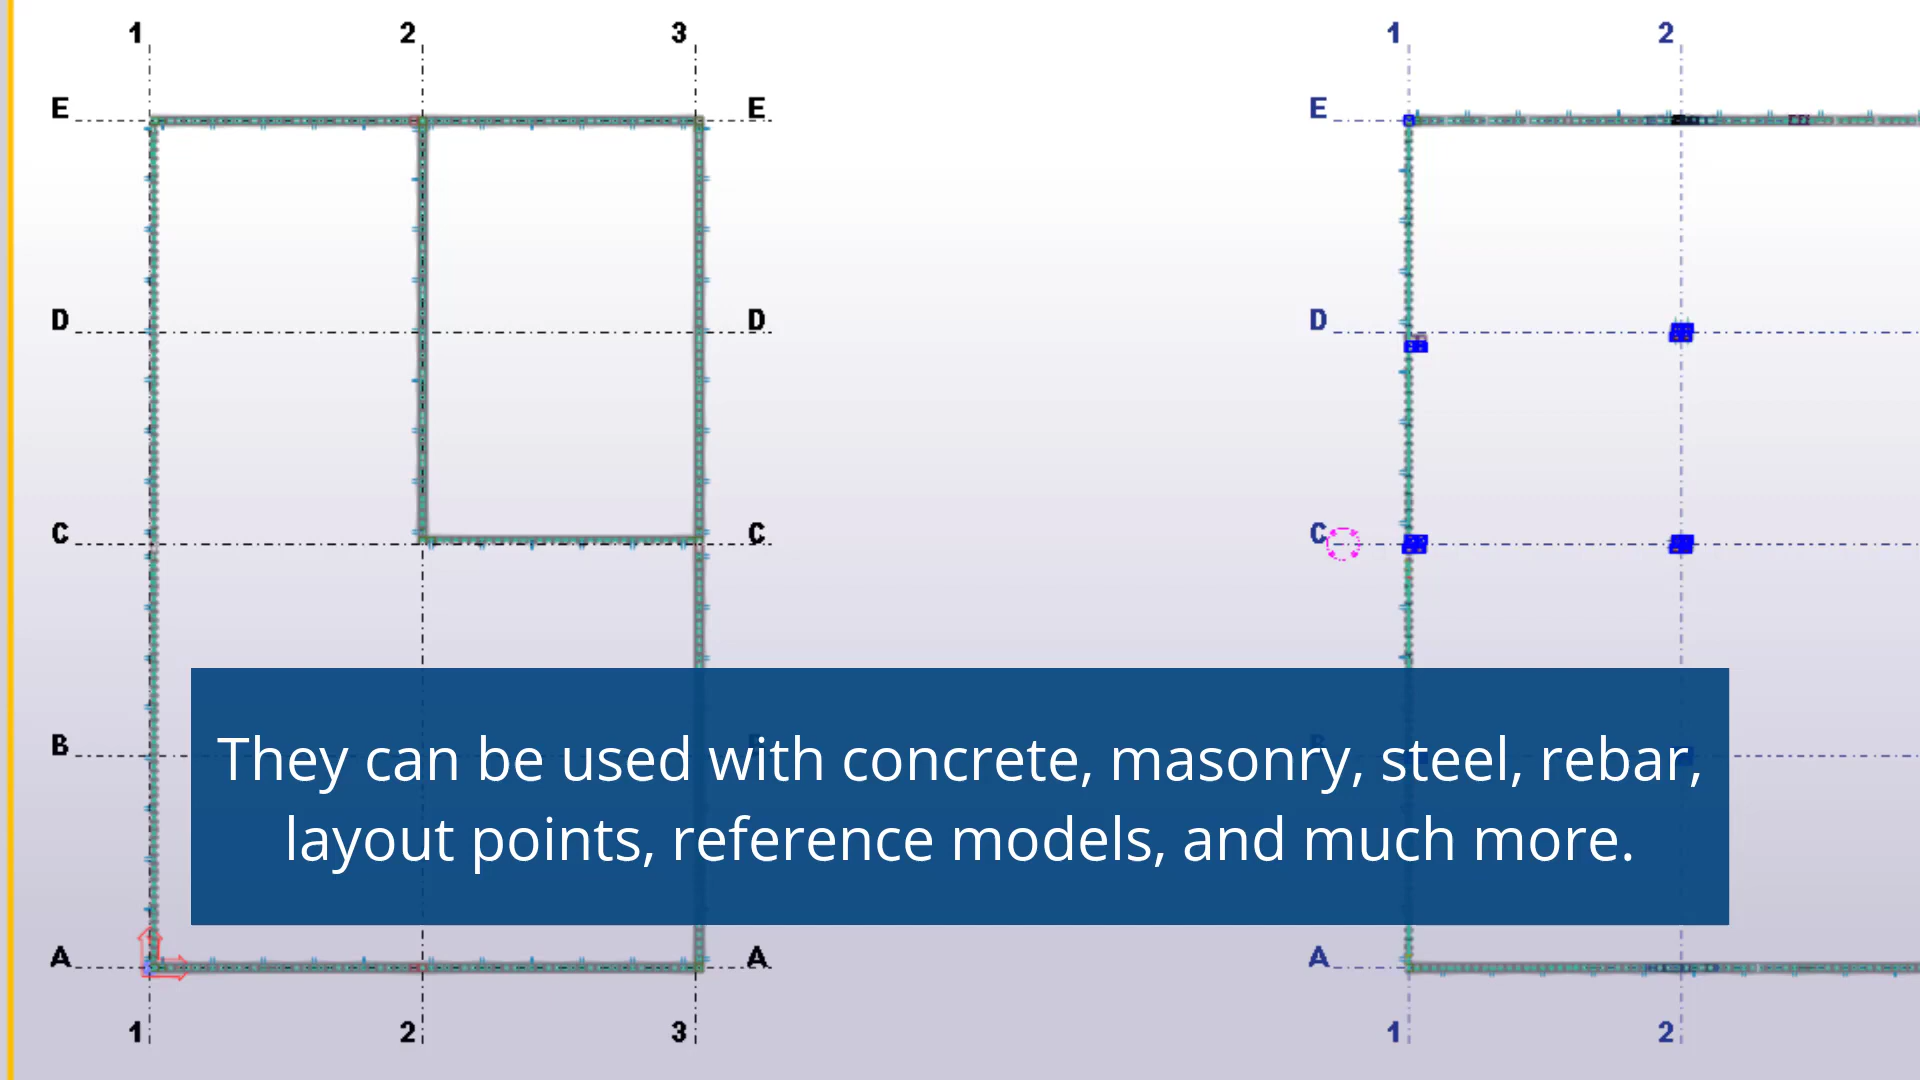 1 2 3 1 2
E E E
D D D
C C C
B
They can be used with concrete, masonry, steel, rebar,
layout points, reference models, and much more.
A A A
1 2 3 1 2